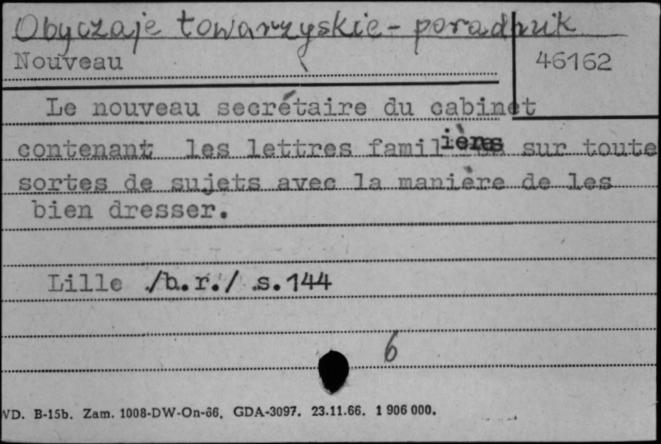 Obyczaje towarzyskie - poradnik
Nouveau
46162
Le nouveau secrétaire du cabinet
contenant les lettres familières sur toute
sortes de sujets avec la manière de les
bien dresser.
Lille ./b.r./ .s.144
6
VD. B-15b. Zam. 1008-DW-On-66. GDA-3097. 23.11.66. 1 906 000.